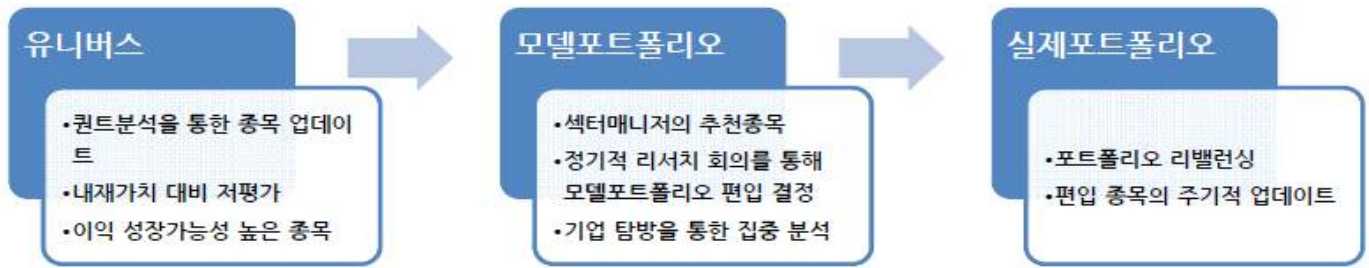 유니버스
•퀀트분석을 통한 종목 업데이
트
•내재가치 대비 저평가
•이익 성장가능성 높은 종목
모델포트폴리오
•섹터매니저의 추천종목
•정기적 리서치 회의를 통해
모델포트폴리오 편입 결정
•기업 탐방을 통한 집중 분석
실제포트폴리오
•포트폴리오 리밸런싱
•편입 종목의 주기적 업데이트